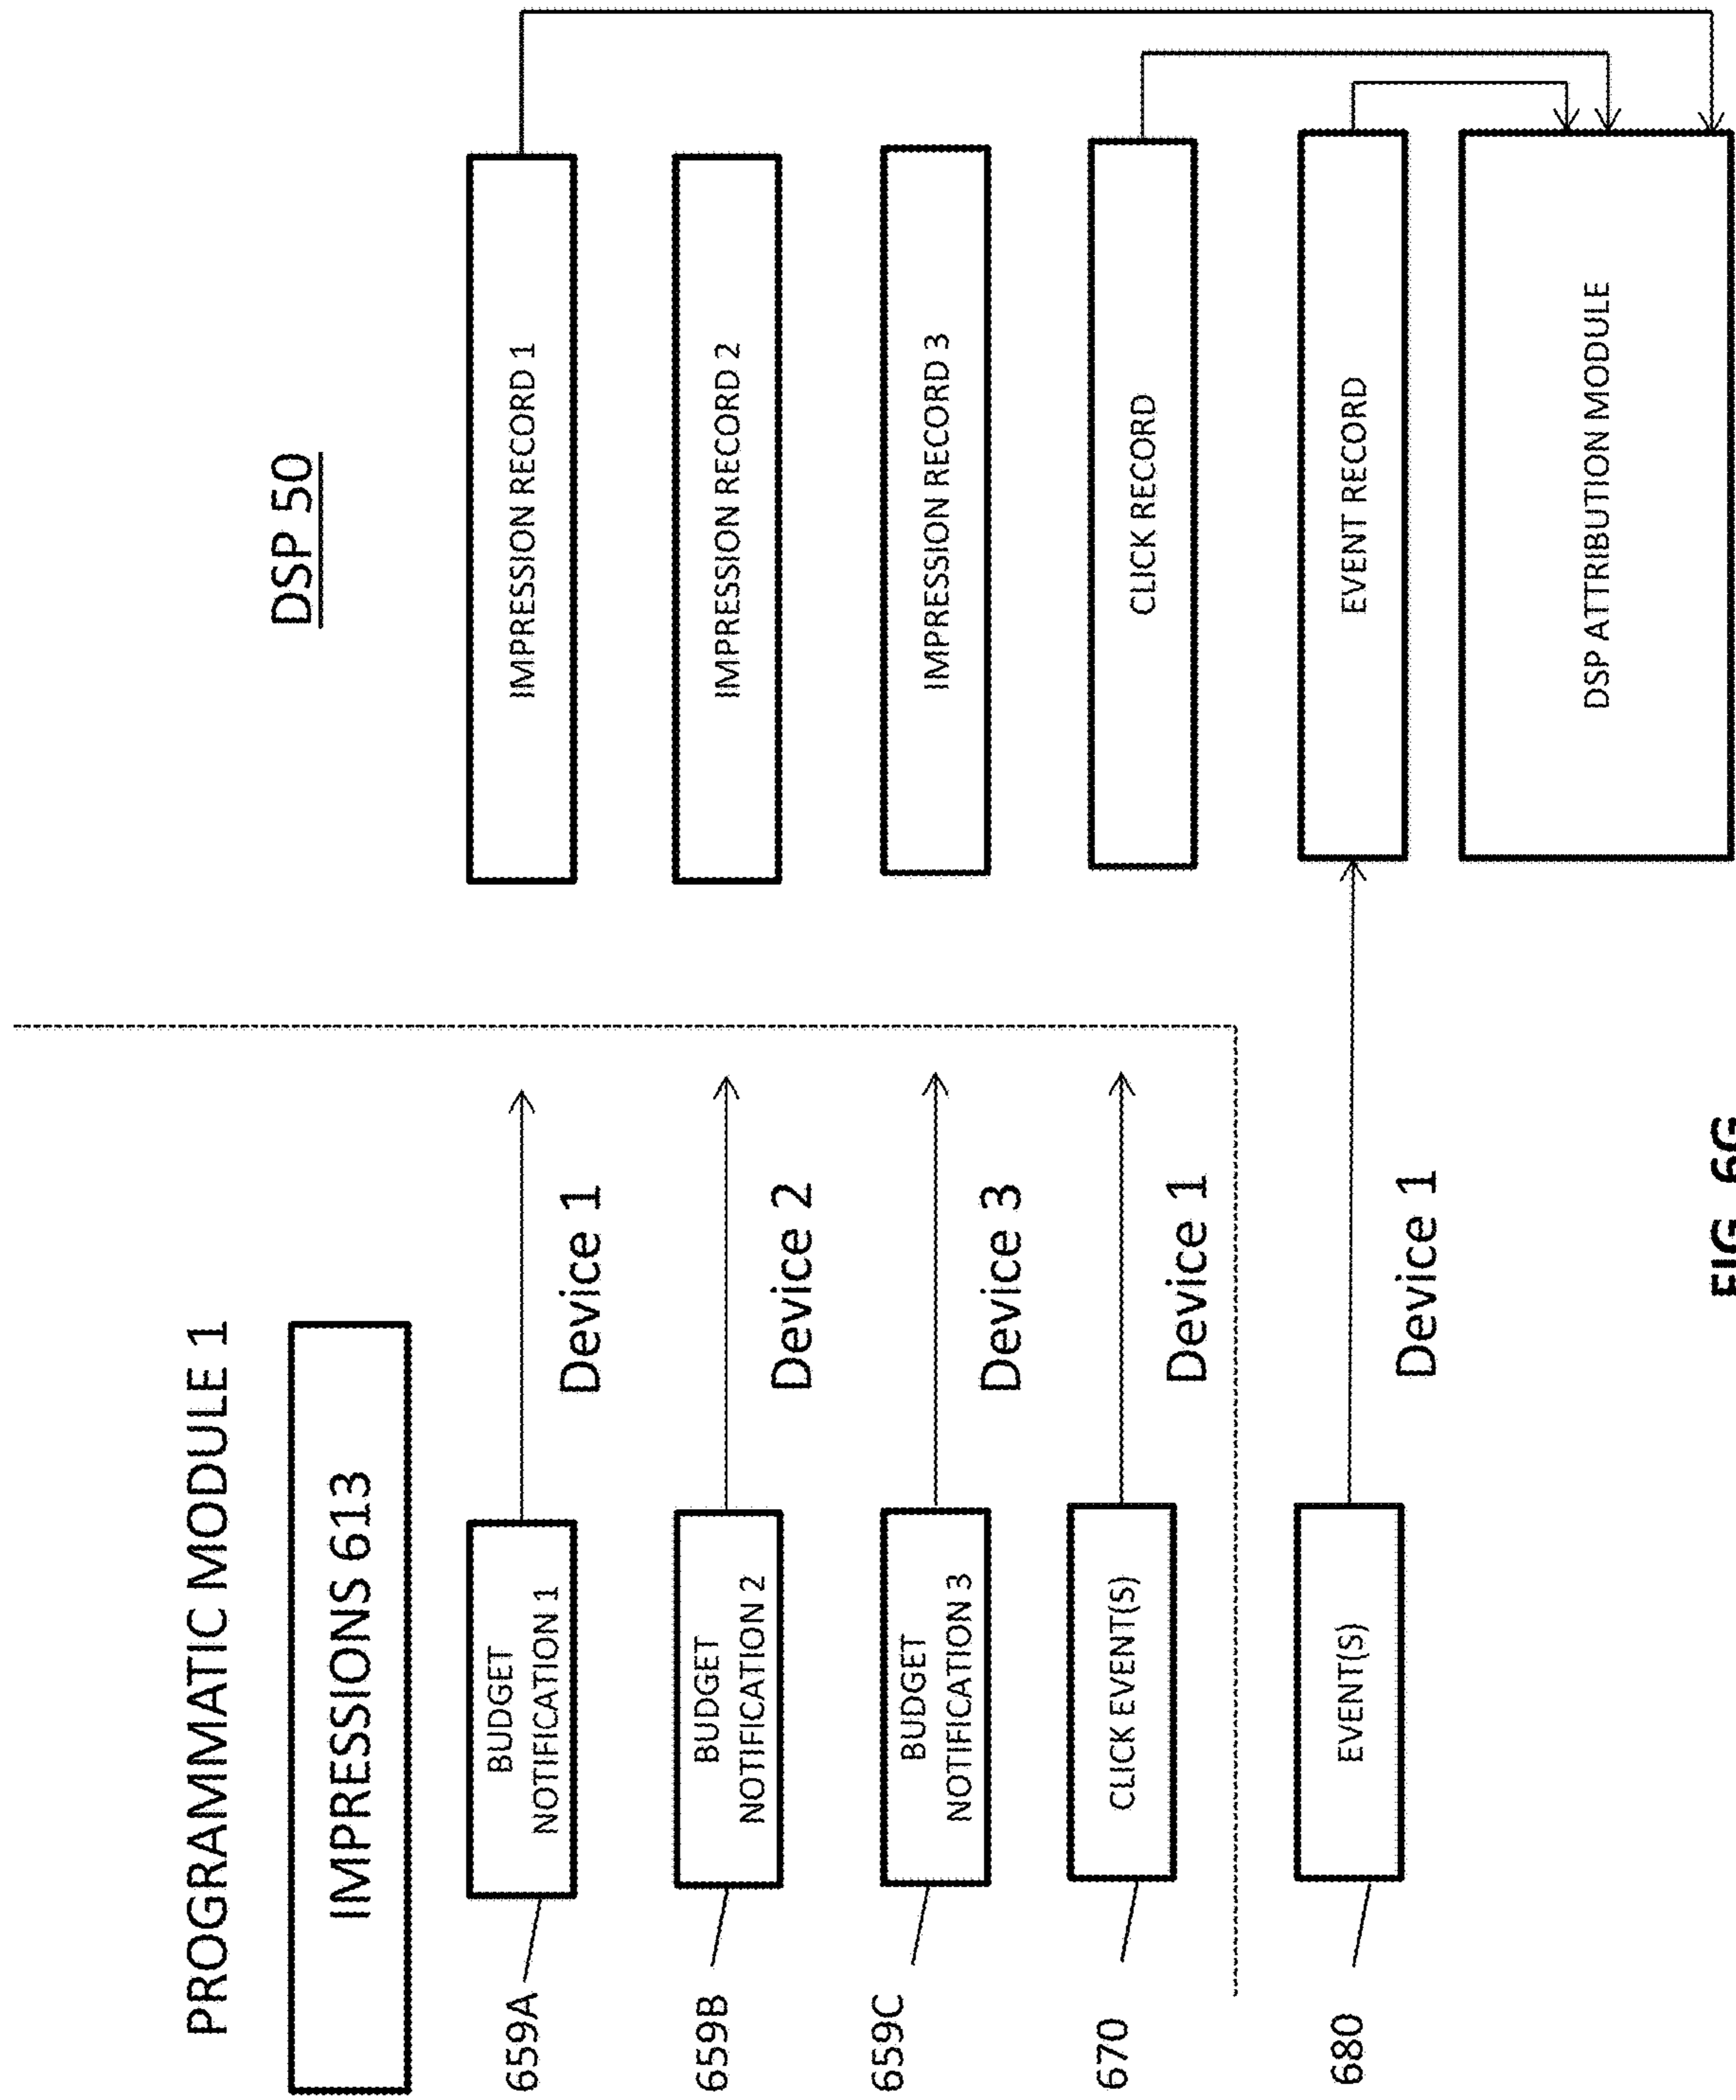 PROGRAMMATIC MODULE 1
DSP 50
IMPRESSIONS 613
659A
BUDGET
NOTIFICATION 1
Device 1
IMPRESSION RECORD 1
659B
BUDGET
NOTIFICATION 2
Device 2
IMPRESSION RECORD 2
659C
BUDGET
NOTIFICATION 3
Device 3
IMPRESSION RECORD 3
670
CLICK EVENT(S)
Device 1
CLICK RECORD
680
EVENT(S)
Device 1
EVENT RECORD
DSP ATTRIBUTION MODULE
FIG. 6G